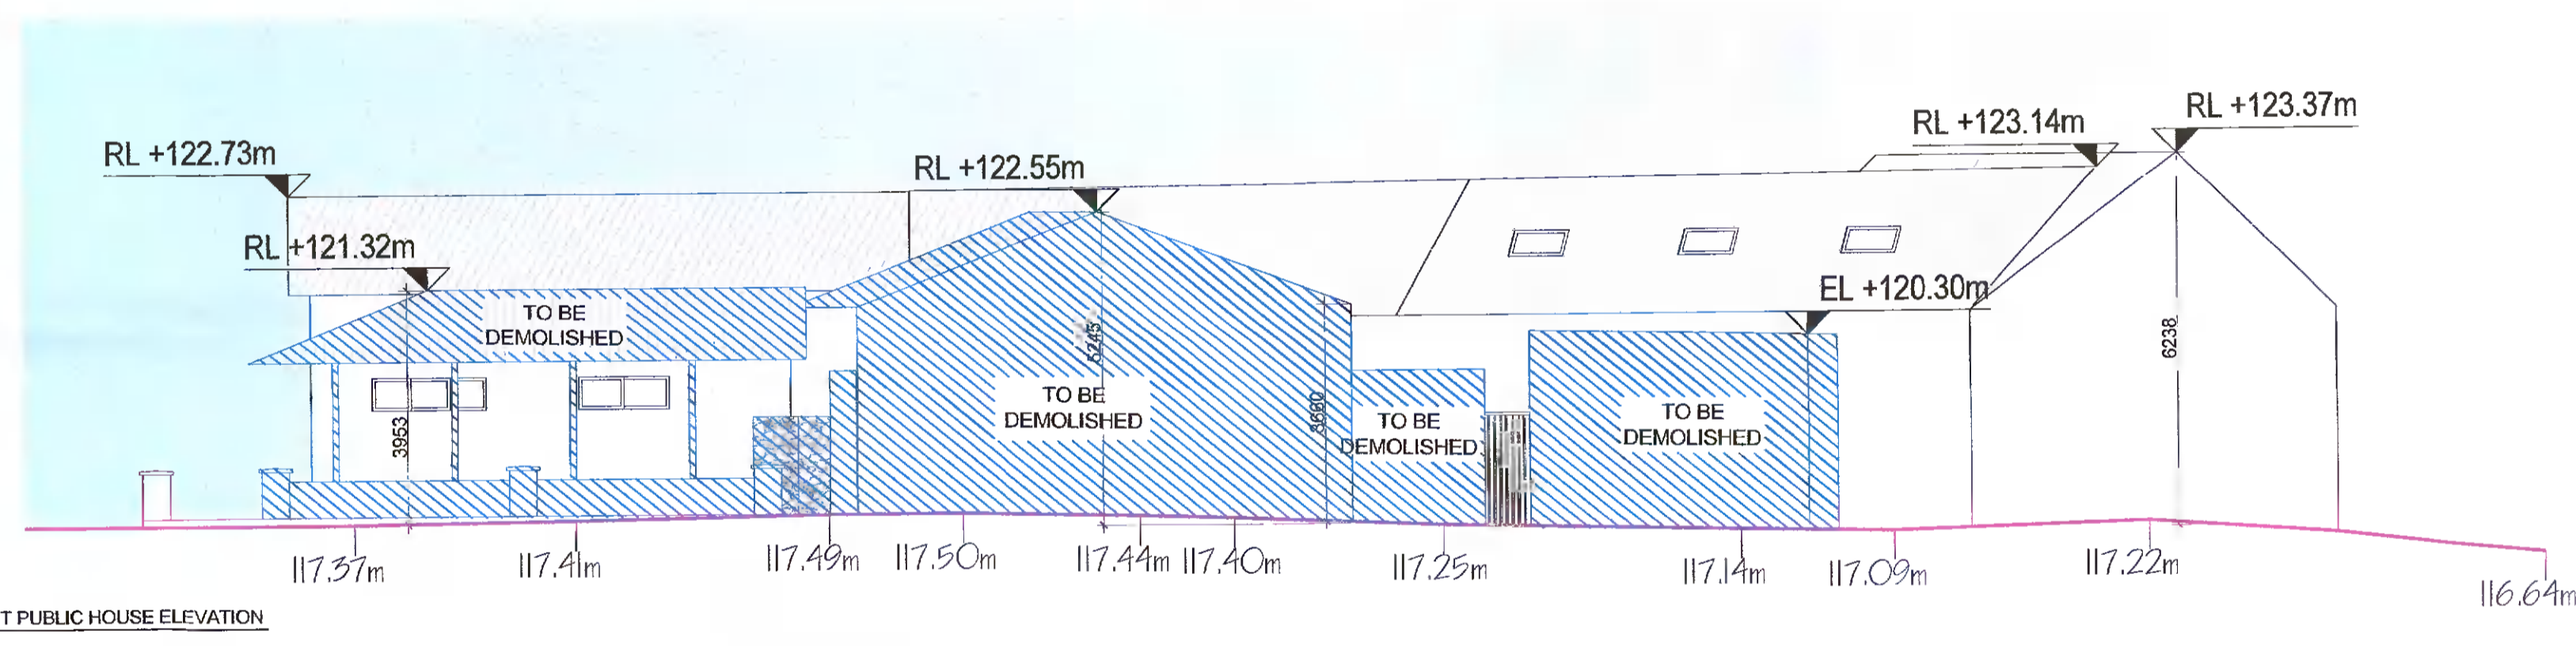 RL +123.37m
RL +123.14m
RL +122.73m
RL +122.55m
RL +121.32m
EL +120.30m
TO BE
DEMOLISHED
TO BE
DEMOLISHED
TO BE
DEMOLISHED
TO BE
DEMOLISHED
3953
5245
6238
117.37m
117.41m
117.49m
117.50m
117.44m
117.40m
117.25m
117.14m
117.09m
117.22m
116.64m
T PUBLIC HOUSE ELEVATION